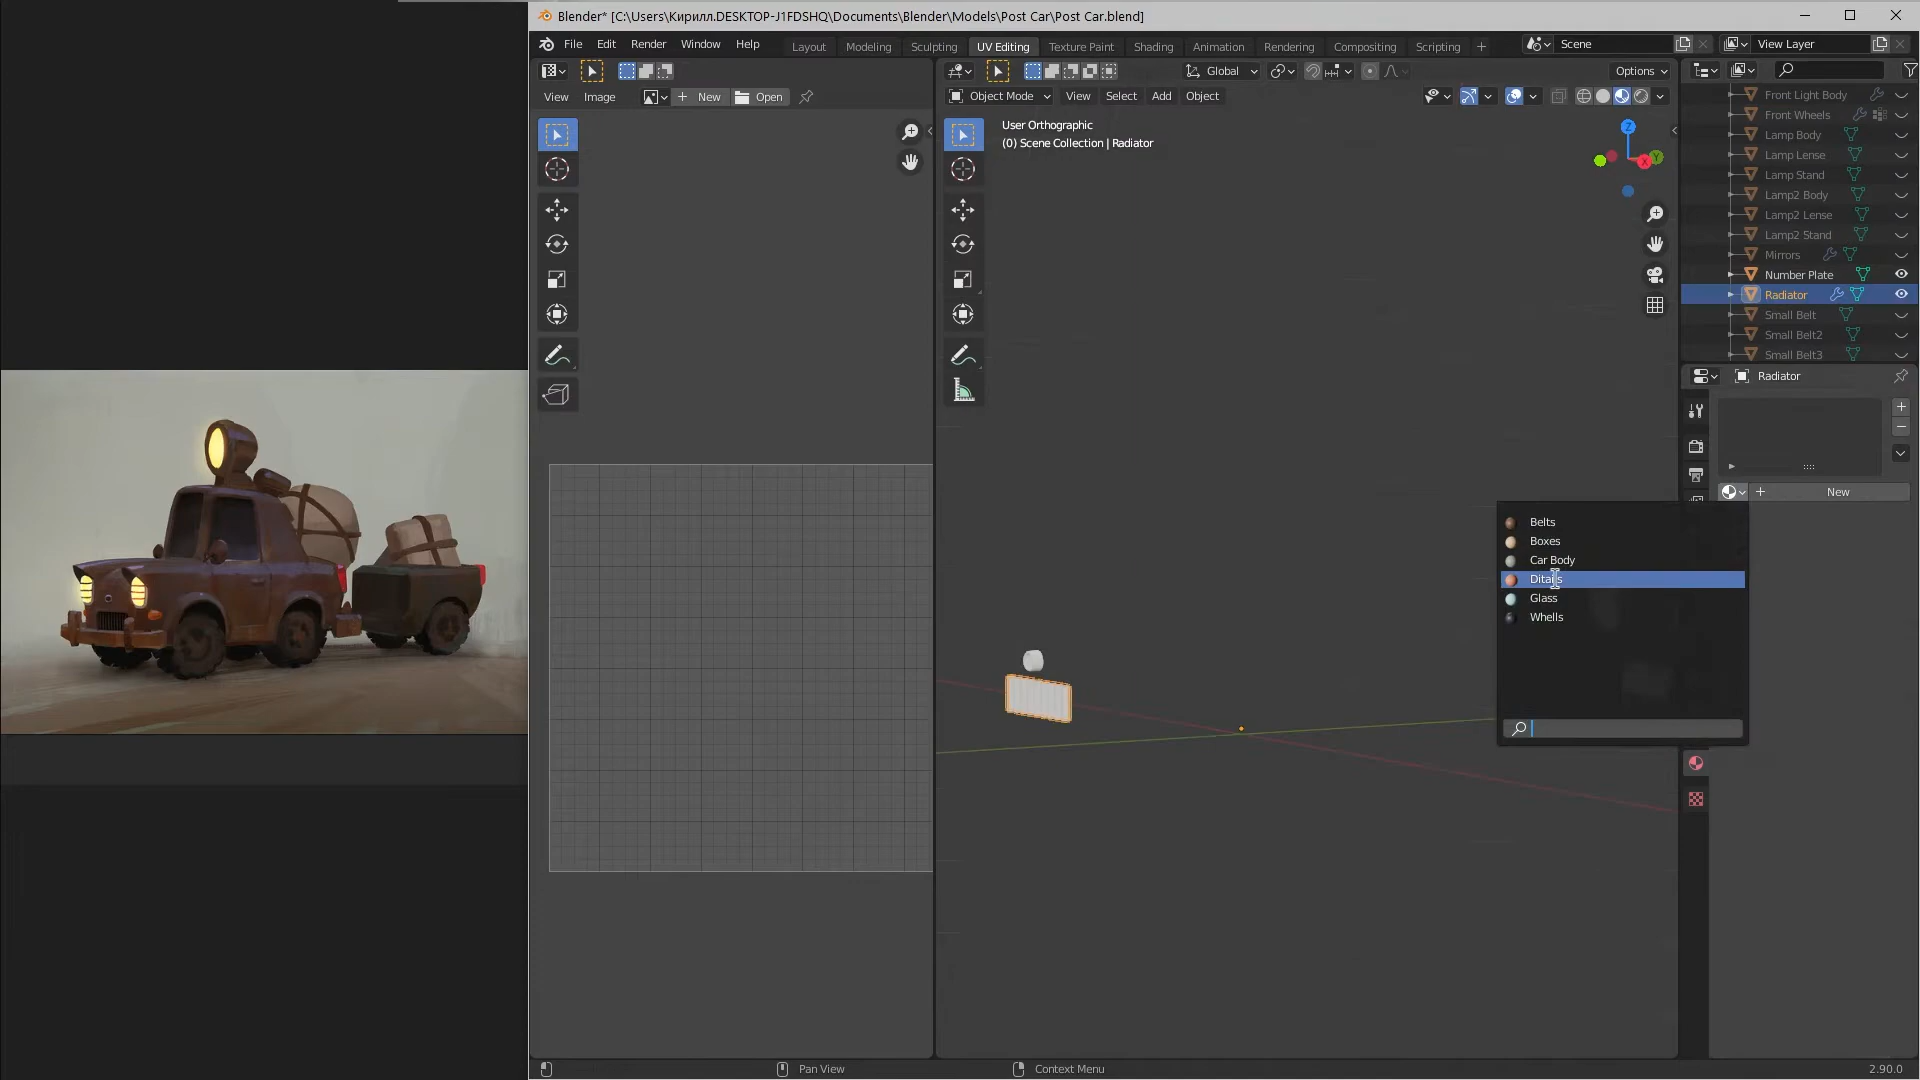 Blender* [C:\Users\Кирилл.DESKTOP-J1FDSHQ\Documents\Blender\Models\Post Car\Post Car.blend]
File Edit Render Window Help Layout Modeling Sculpting UV Editing Texture Paint Shading Animation Rendering Compositing Scripting + Scene View Layer
Global Options
View Image New Open Object Mode View Select Add Object
User Orthographic
(0) Scene Collection | Radiator
Z
X
Y
Front Light Body
Front Wheels
Lamp Body
Lamp Lense
Lamp Stand
Lamp2 Body
Lamp2 Lense
Lamp2 Stand
Mirrors
Number Plate
Radiator
Small Belt
Small Belt2
Small Belt3
Radiator
New
Belts
Boxes
Car Body
Ditails
Glass
Whells
Pan View Context Menu 2.90.0